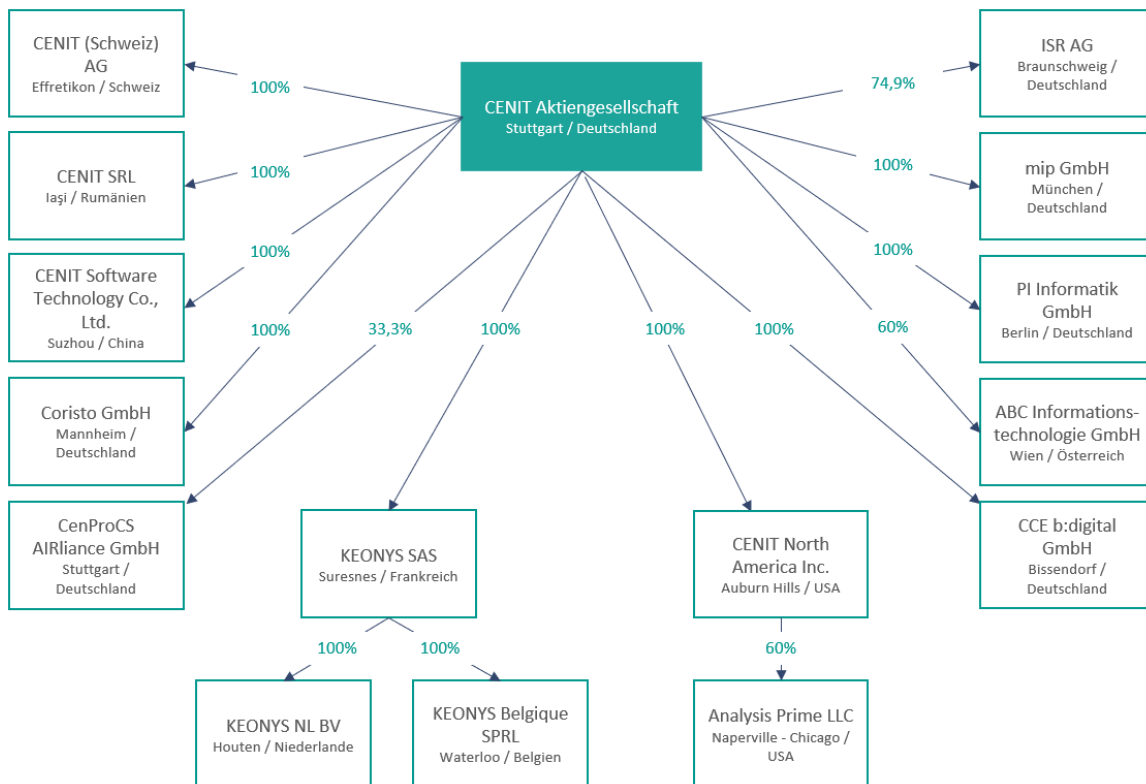 CENIT (Schweiz)
AG
Effretikon / Schweiz
100%
CENIT Aktiengesellschaft
Stuttgart / Deutschland
74,9%
ISR AG
Braunschweig /
Deutschland
CENIT SRL
Iași / Rumänien
100%
100%
mip GmbH
München /
Deutschland
CENIT Software
Technology Co.,
Ltd.
Suzhou / China
100%
100%
PI Informatik
GmbH
Berlin / Deutschland
100%
33,3%
100%
100%
100%
60%
Coristo GmbH
Mannheim /
Deutschland
ABC Informations-
technologie GmbH
Wien / Österreich
CenProCS
AIRliance GmbH
Stuttgart /
Deutschland
KEONYS SAS
Suresnes / Frankreich
CENIT North
America Inc.
Auburn Hills / USA
CCE b:digital
GmbH
Bissendorf /
Deutschland
100%
100%
60%
KEONYS NL BV
Houten / Niederlande
KEONYS Belgique
SPRL
Waterloo / Belgien
Analysis Prime LLC
Naperville - Chicago /
USA